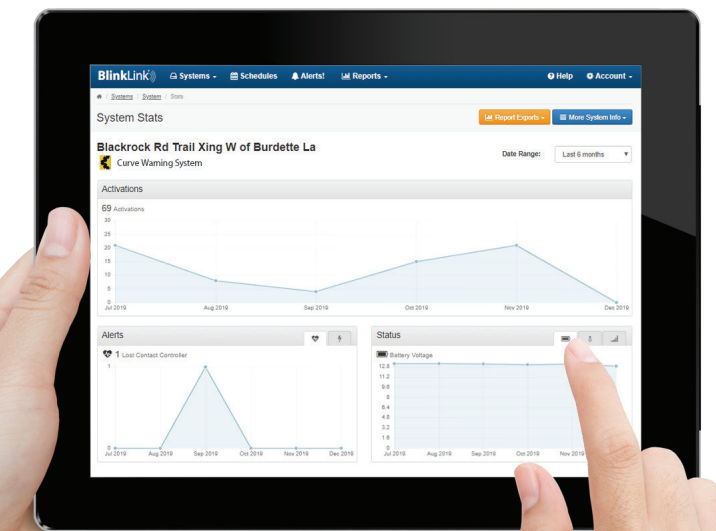 BlinkLink Systems Schedules Alerts! Reports Help Account
/ Systems / System / Stats
System Stats
Report Exports More System Info
Blackrock Rd Trail Xing W of Burdette La
Curve Warning System
Date Range: Last 6 months
Activations
69 Activations
30
25
20
15
10
5
0
Jul 2019 Aug 2019 Sep 2019 Oct 2019 Nov 2019 Dec 2019
Alerts
1 Lost Contact Controller
1
0
Jul 2019 Aug 2019 Sep 2019 Oct 2019 Nov 2019 Dec 2019
Status
Battery Voltage
12.8
11.2
9.6
8
6.4
4.8
3.2
1.6
0
Jul 2019 Aug 2019 Sep 2019 Oct 2019 Nov 2019